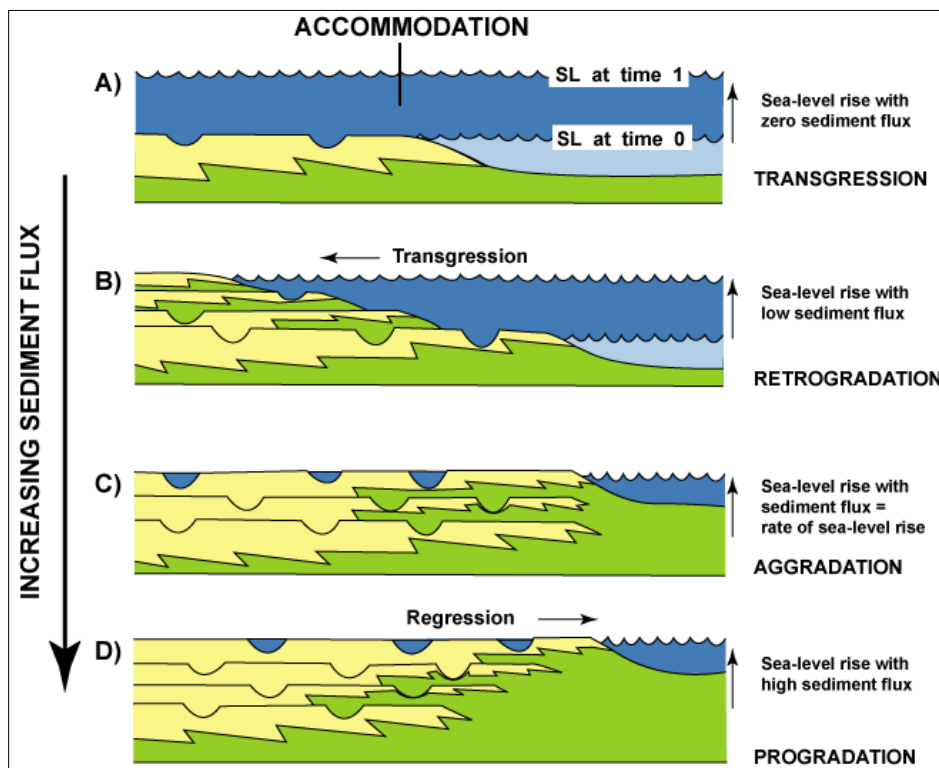 ACCOMMODATION
A)
SL at time 1
SL at time 0
Sea-level rise with
zero sediment flux
TRANSGRESSION
INCREASING SEDIMENT FLUX
B)
Transgression
Sea-level rise with
low sediment flux
RETROGRADATION
C)
Sea-level rise with
sediment flux =
rate of sea-level rise
AGGRADATION
Regression
D)
Sea-level rise with
high sediment flux
PROGRADATION